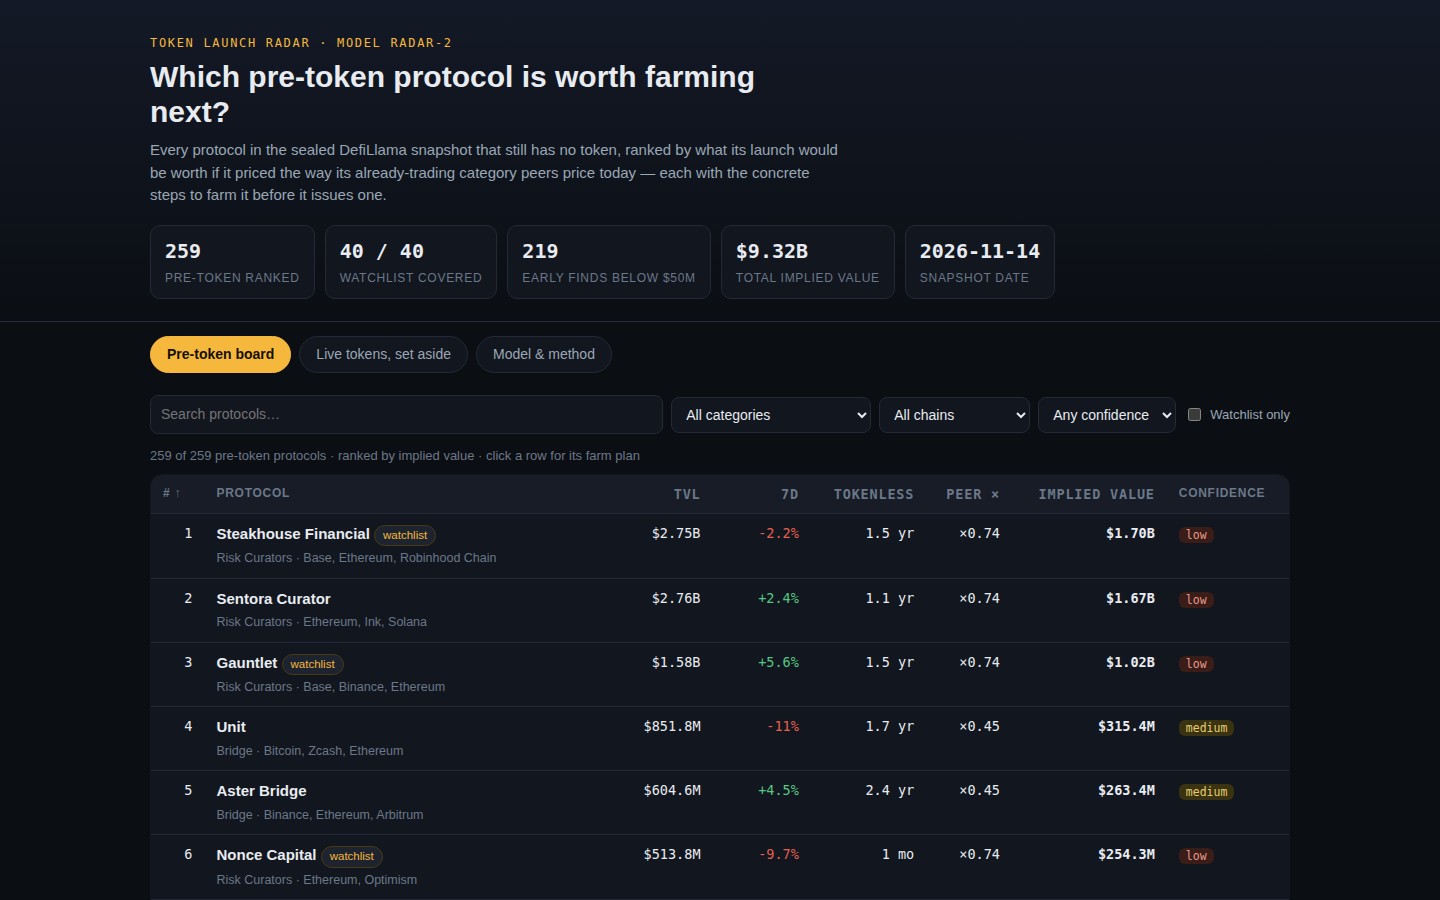 TOKEN LAUNCH RADAR · MODEL RADAR-2
Which pre-token protocol is worth farming
next?
Every protocol in the sealed DefiLlama snapshot that still has no token, ranked by what its launch would
be worth if it priced the way its already-trading category peers price today — each with the concrete
steps to farm it before it issues one.
259 40 / 40 219 $9.32B 2026-11-14
PRE-TOKEN RANKED WATCHLIST COVERED EARLY FINDS BELOW $50M TOTAL IMPLIED VALUE SNAPSHOT DATE
Pre-token board Live tokens, set aside Model & method
Search protocols… All categories All chains Any confidence Watchlist only
259 of 259 pre-token protocols · ranked by implied value · click a row for its farm plan
# ↑ PROTOCOL TVL 7D TOKENLESS PEER × IMPLIED VALUE CONFIDENCE
1 Steakhouse Financial watchlist $2.75B -2.2% 1.5 yr ×0.74 $1.70B low
Risk Curators · Base, Ethereum, Robinhood Chain
2 Sentora Curator $2.76B +2.4% 1.1 yr ×0.74 $1.67B low
Risk Curators · Ethereum, Ink, Solana
3 Gauntlet watchlist $1.58B +5.6% 1.5 yr ×0.74 $1.02B low
Risk Curators · Base, Binance, Ethereum
4 Unit $851.8M -11% 1.7 yr ×0.45 $315.4M medium
Bridge · Bitcoin, Zcash, Ethereum
5 Aster Bridge $604.6M +4.5% 2.4 yr ×0.45 $263.4M medium
Bridge · Binance, Ethereum, Arbitrum
6 Nonce Capital watchlist $513.8M -9.7% 1 mo ×0.74 $254.3M low
Risk Curators · Ethereum, Optimism